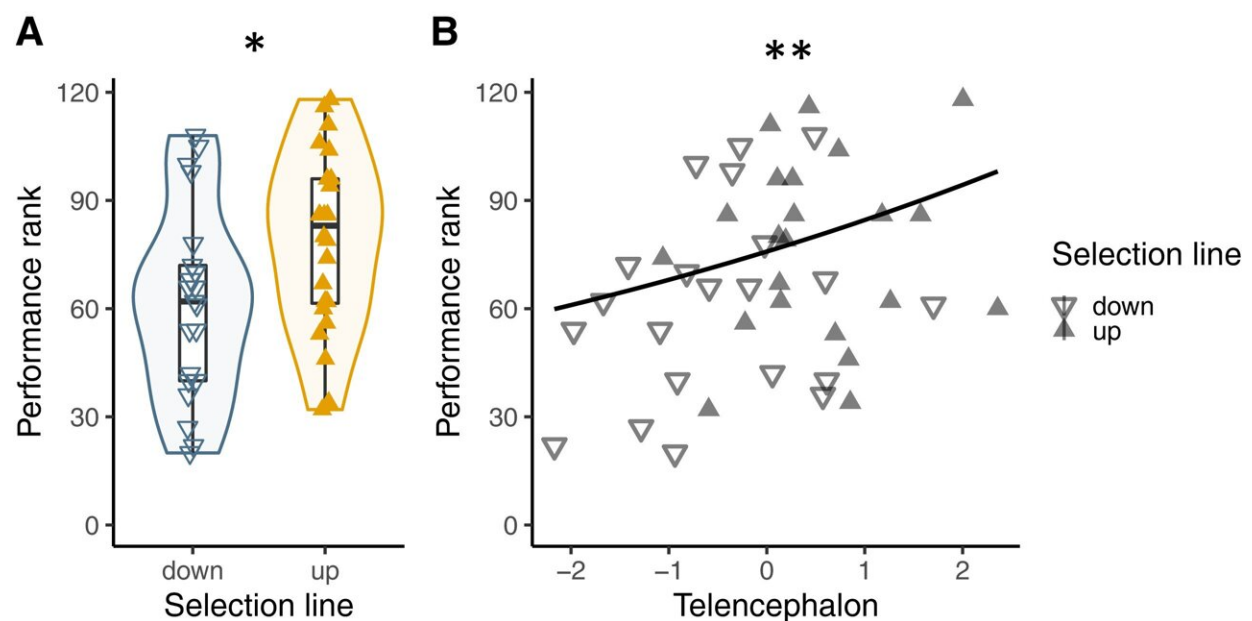 A
*
B
**
Performance rank
120
90
60
30
0
down
up
Selection line
Performance rank
120
90
60
30
0
−2
−1
0
1
2
Telencephalon
Selection line
down
up